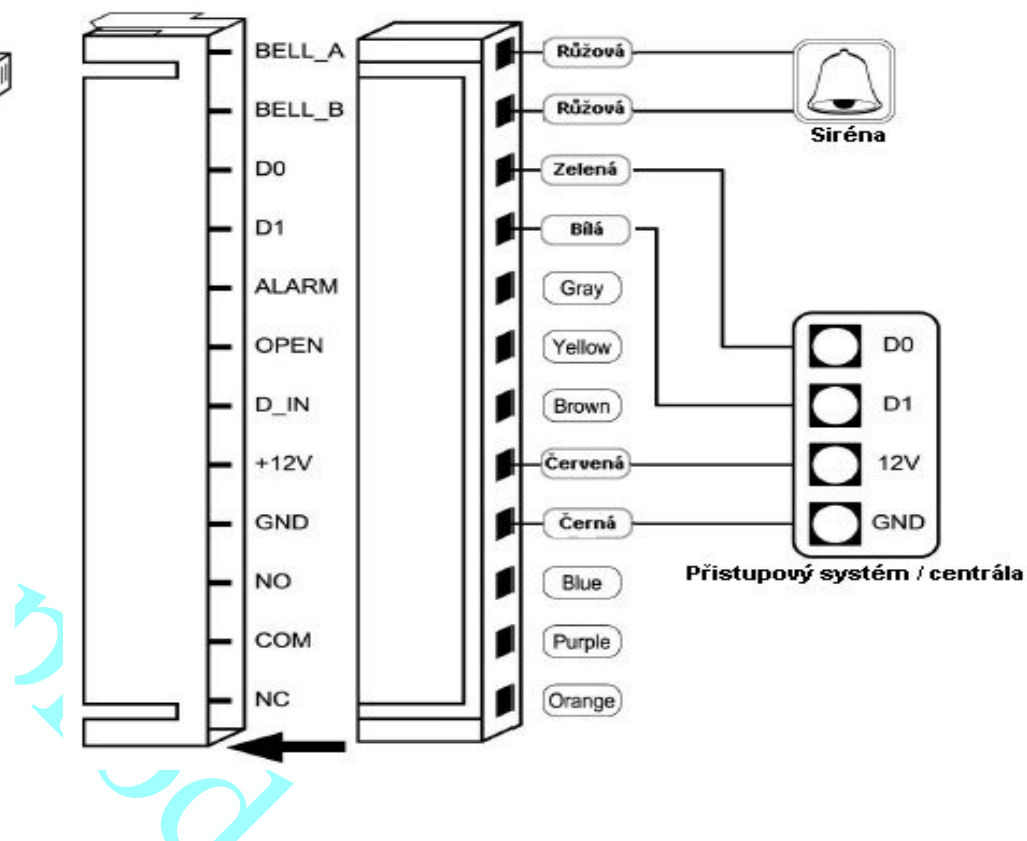 BELL_A Růžová
BELL_B Růžová
Siréna
D0 Zelená
D1 Bílá
ALARM Gray
OPEN Yellow D0
D_IN Brown D1
+12V Červená 12V
GND Černá GND
Přistupový systém / centrála
NO Blue
COM Purple
NC Orange